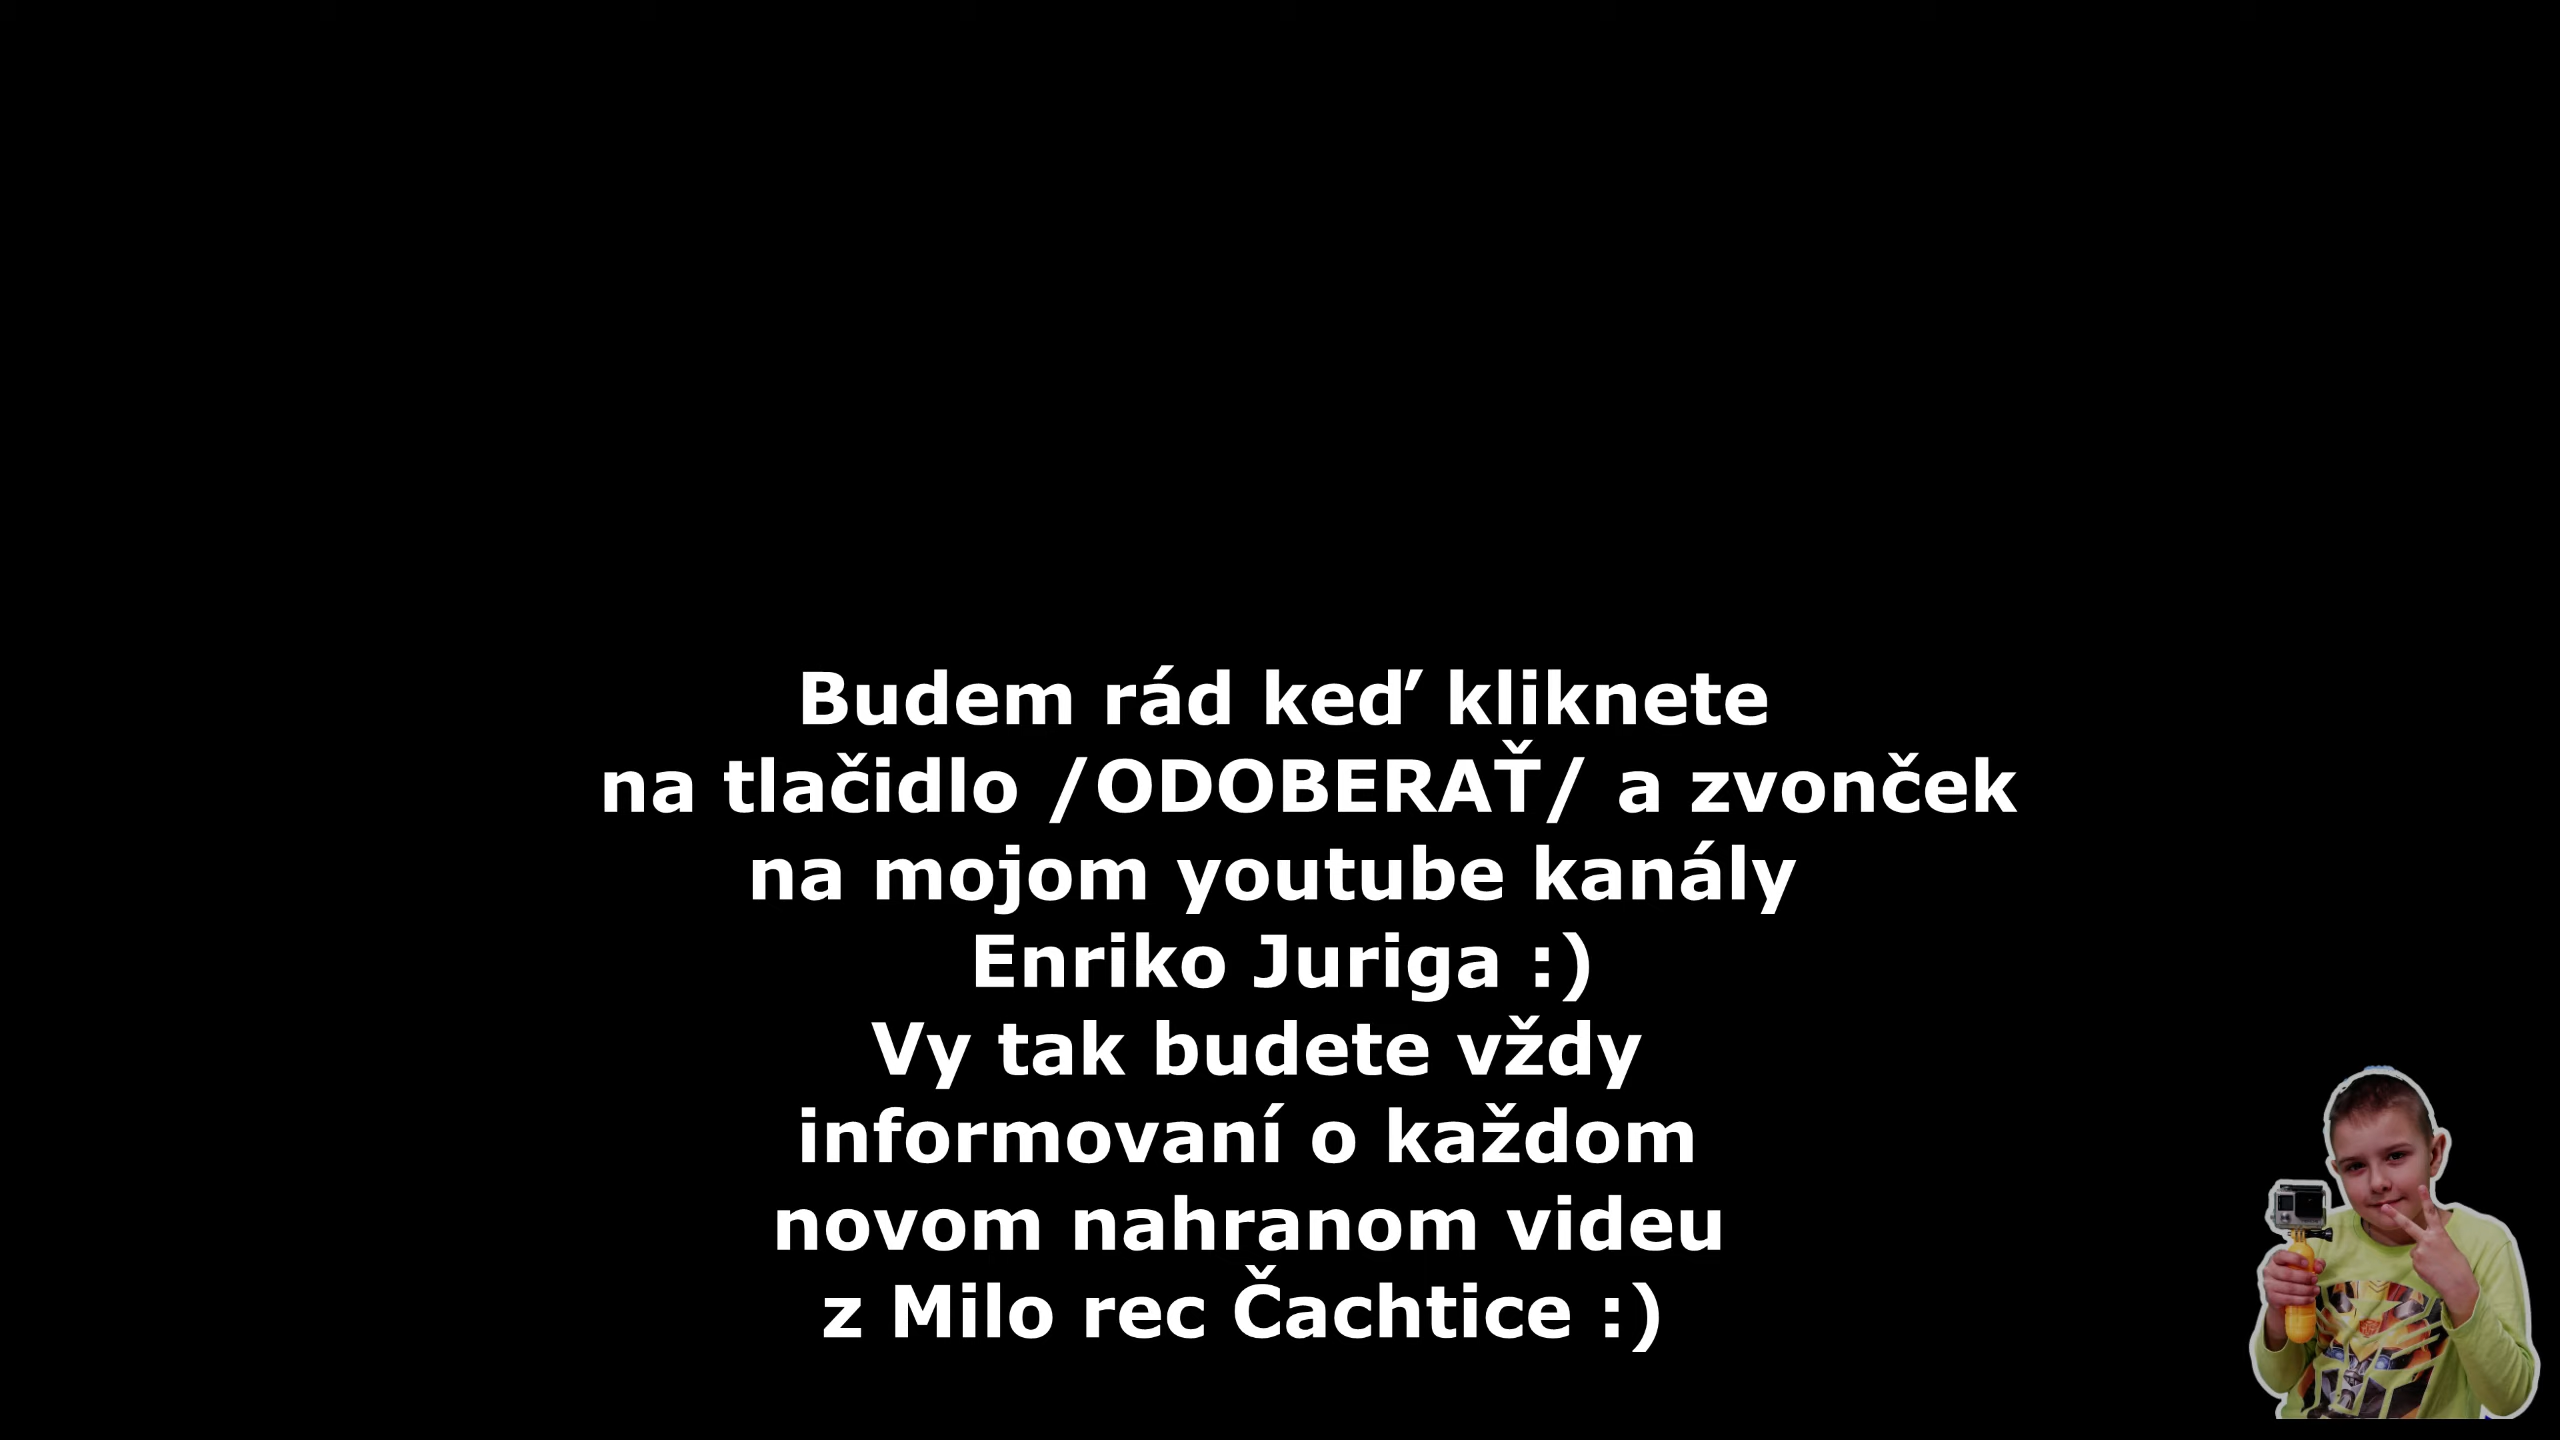 Budem rád keď kliknete
na tlačidlo /ODOBERAŤ/ a zvonček
na mojom youtube kanály
Enriko Juriga :)
Vy tak budete vždy
informovaní o každom
novom nahranom videu
z Milo rec Čachtice :)